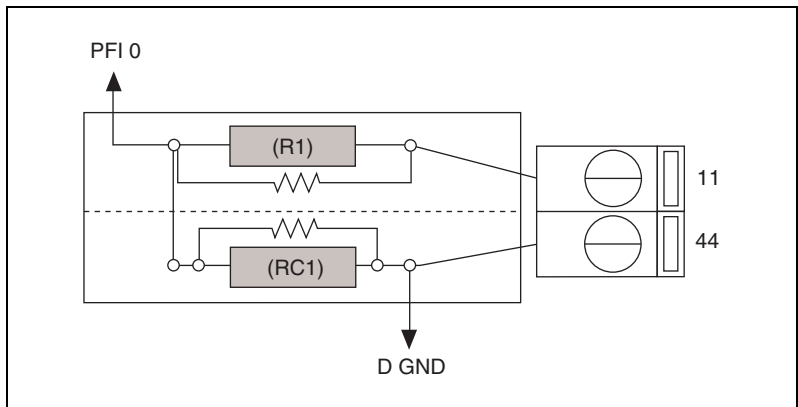 PFI 0
(R1)
11
44
(RC1)
D GND